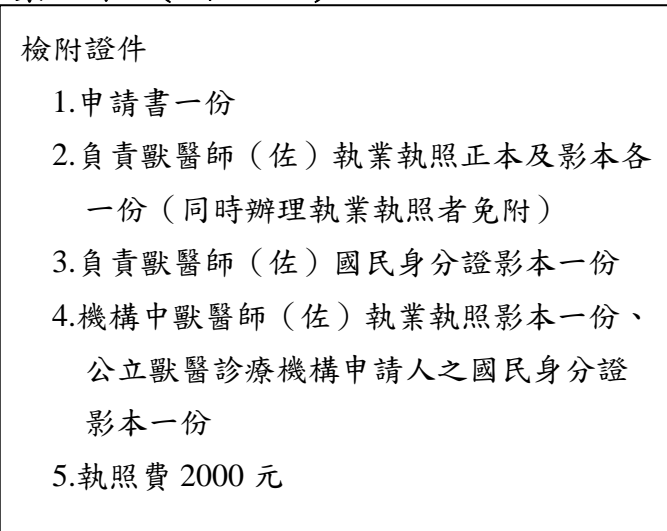 檢附證件
1.申請書一份
2.負責獸醫師（佐）執業執照正本及影本各
一份（同時辦理執業執照者免附）
3.負責獸醫師（佐）國民身分證影本一份
4.機構中獸醫師（佐）執業執照影本一份、
公立獸醫診療機構申請人之國民身分證
影本一份
5.執照費 2000 元